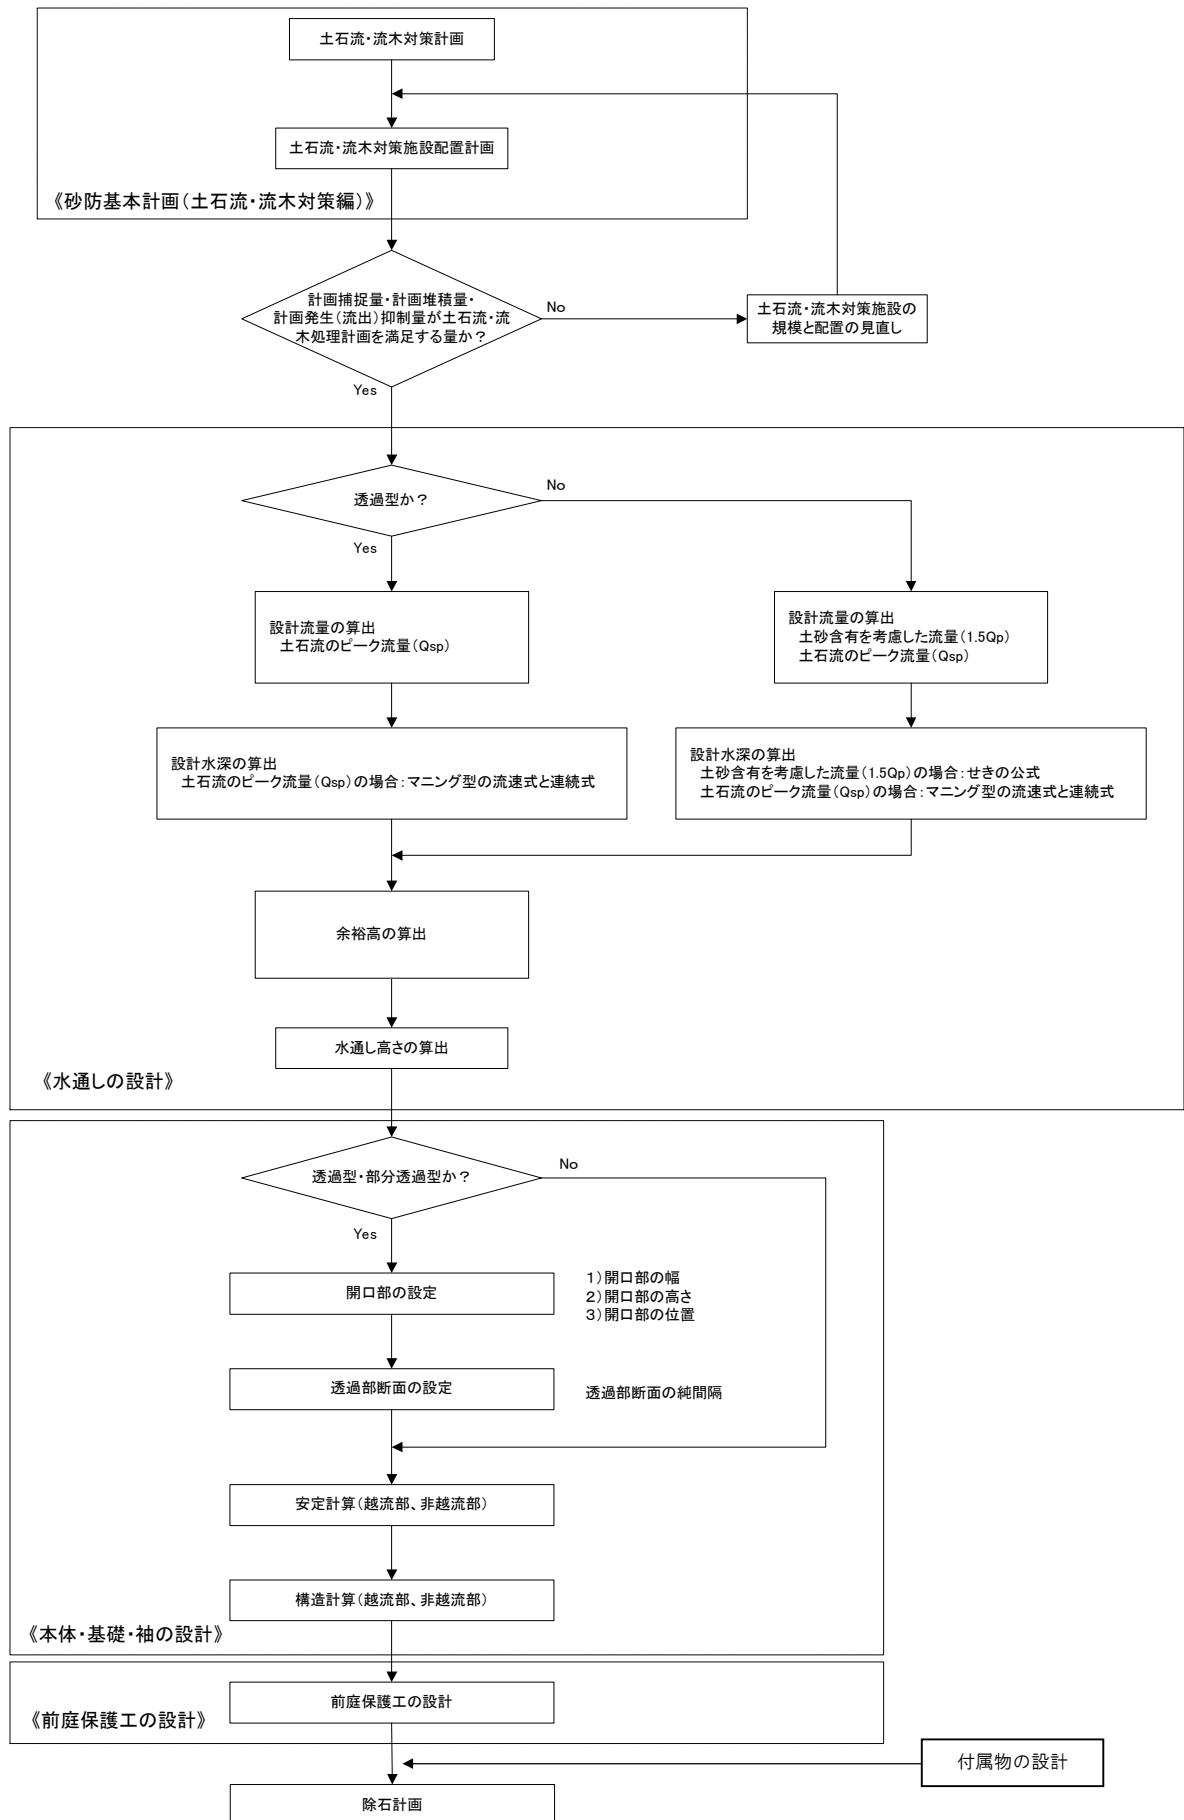 土石流・流木対策計画
土石流・流木対策施設配置計画
《砂防基本計画（土石流・流木対策編）》
計画捕捉量・計画堆積量・
計画発生（流出）抑制量が土石流・流
木処理計画を満足する量か？
No
土石流・流木対策施設の
規模と配置の見直し
Yes
透過型か？
No
Yes
設計流量の算出
土石流のピーク流量（Qsp）
設計流量の算出
土砂含有を考慮した流量（1.5Qp）
土石流のピーク流量（Qsp）
設計水深の算出
土石流のピーク流量（Qsp）の場合：マニング型の流速式と連続式
設計水深の算出
土砂含有を考慮した流量（1.5Qp）の場合：せきの公式
土石流のピーク流量（Qsp）の場合：マニング型の流速式と連続式
余裕高の算出
水通し高さの算出
《水通しの設計》
透過型・部分透過型か？
No
Yes
開口部の設定
1）開口部の幅
2）開口部の高さ
3）開口部の位置
透過部断面の設定
透過部断面の純間隔
安定計算（越流部、非越流部）
構造計算（越流部、非越流部）
《本体・基礎・袖の設計》
前庭保護工の設計
《前庭保護工の設計》
付属物の設計
除石計画